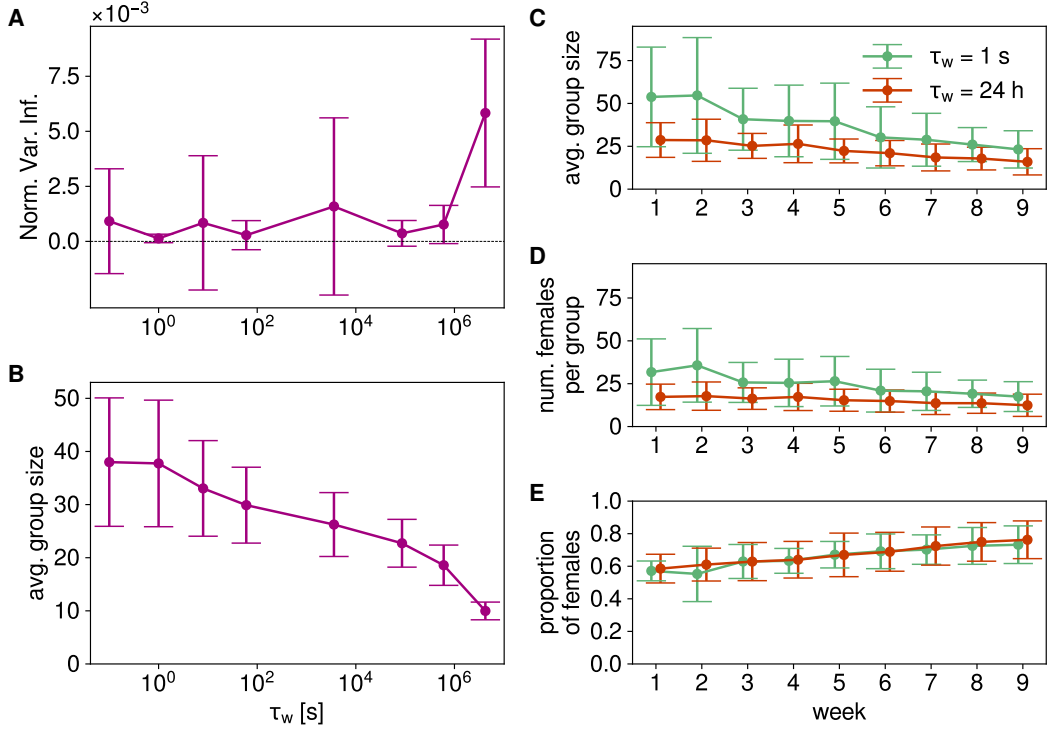 A
×10⁻³
Norm. Var. Inf.
7.5
5.0
2.5
0.0
10⁰ 10² 10⁴ 10⁶
B
avg. group size
50
40
30
20
10
0
10⁰ 10² 10⁴ 10⁶
τw [s]
C
avg. group size
75
50
25
0
τw = 1 s
τw = 24 h
1 2 3 4 5 6 7 8 9
D
num. females
per group
75
50
25
0
1 2 3 4 5 6 7 8 9
E
proportion
of females
1.0
0.8
0.6
0.4
0.2
0.0
1 2 3 4 5 6 7 8 9
week